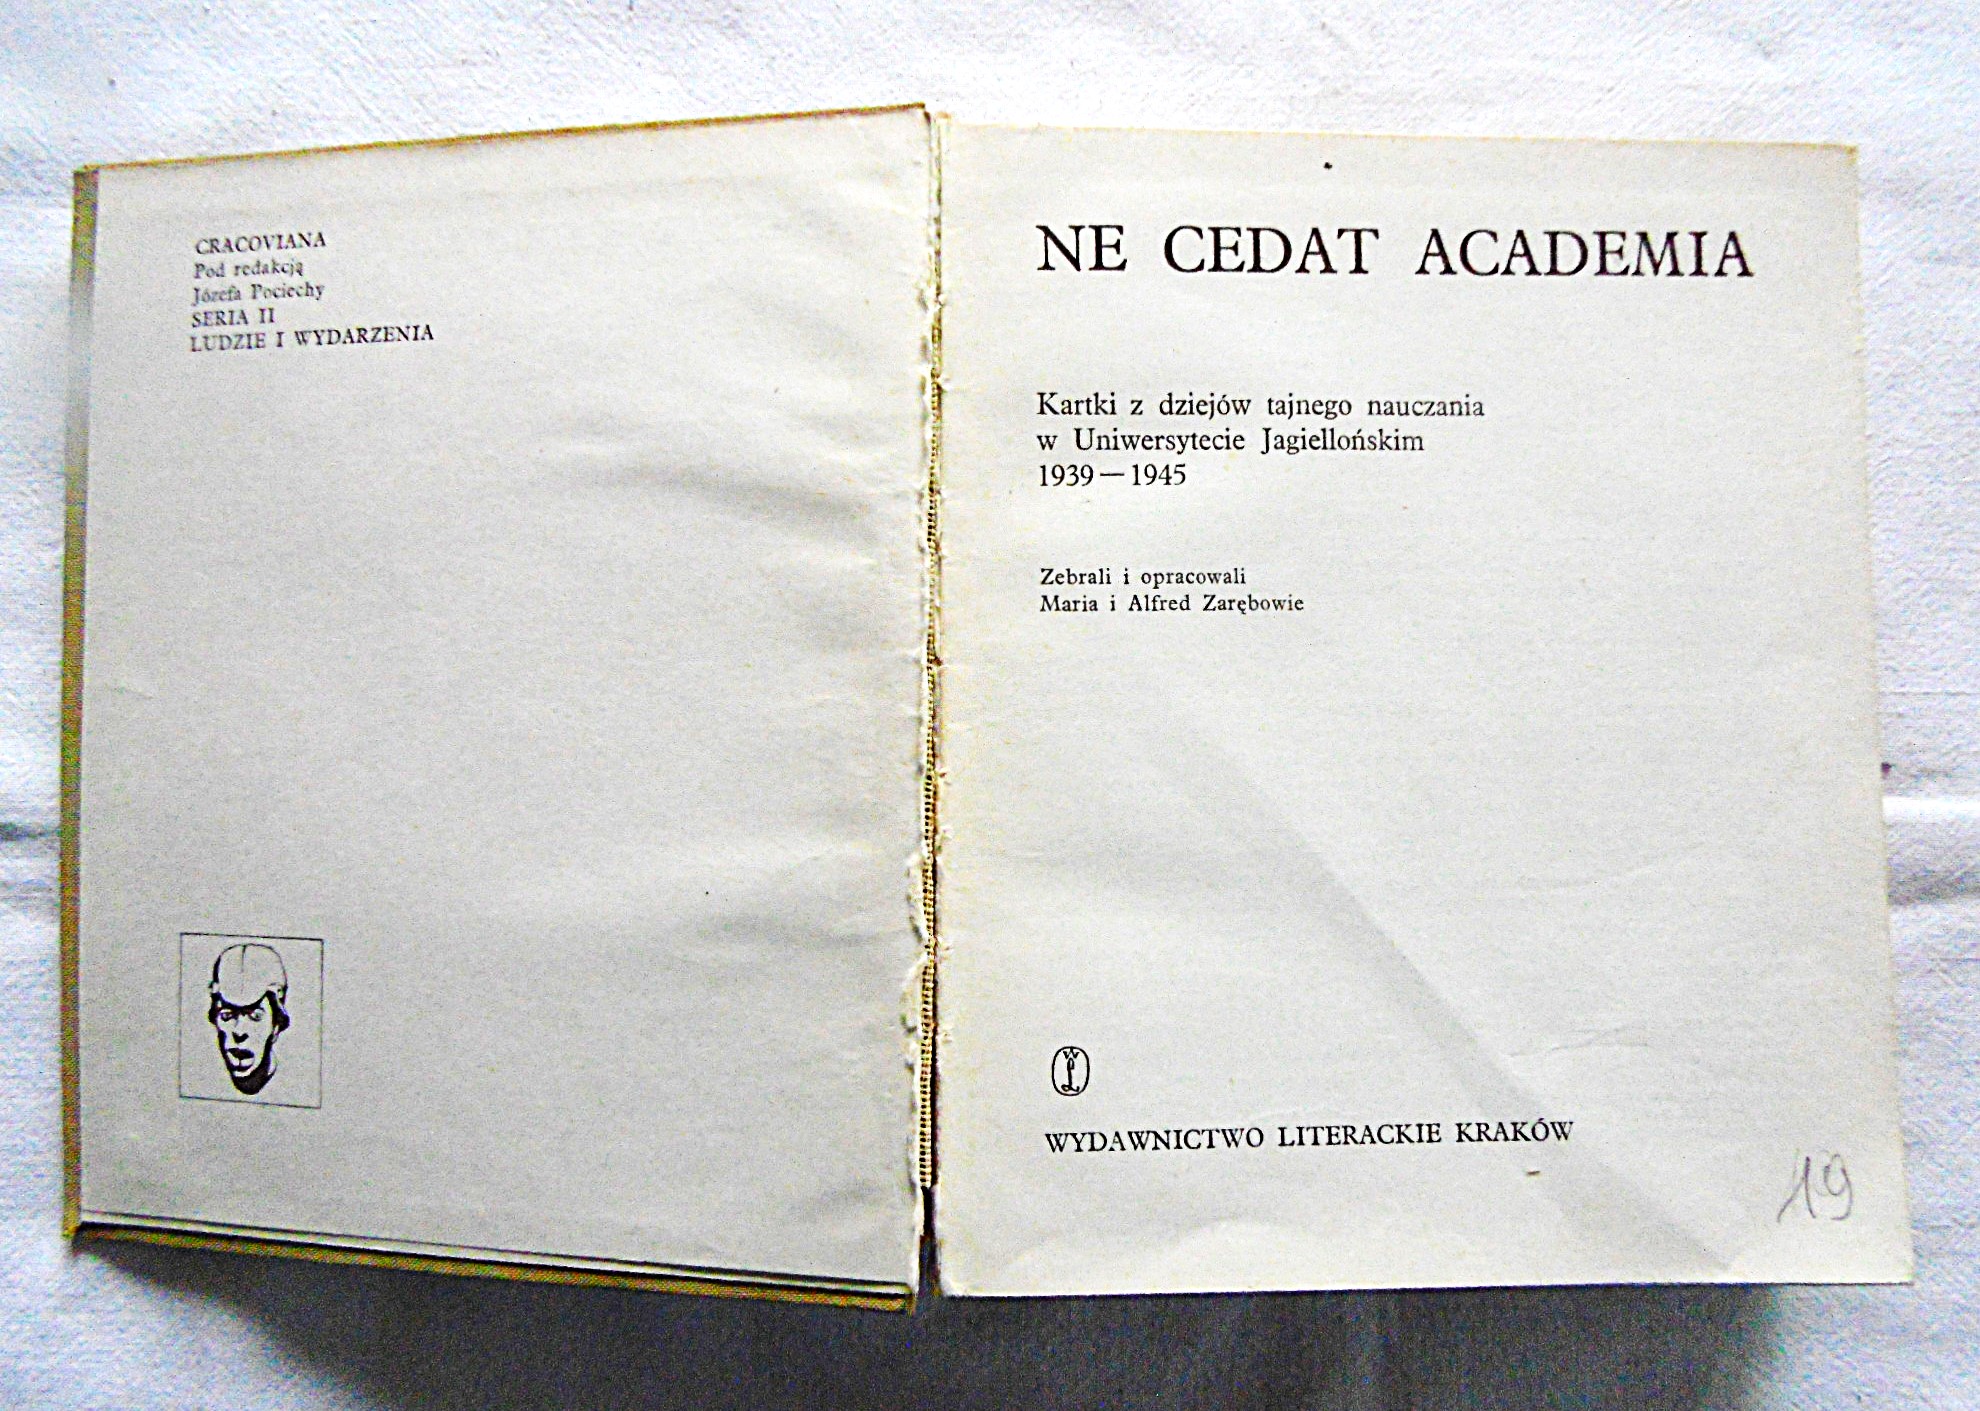 CRACOVIANA
Pod redakcją
Józefa Pociechy
SERIA II
LUDZIE I WYDARZENIA
NE CEDAT ACADEMIA
Kartki z dziejów tajnego nauczania
w Uniwersytecie Jagiellońskim
1939—1945
Zebrali i opracowali
Maria i Alfred Zarębowie
WL
WYDAWNICTWO LITERACKIE KRAKÓW
19